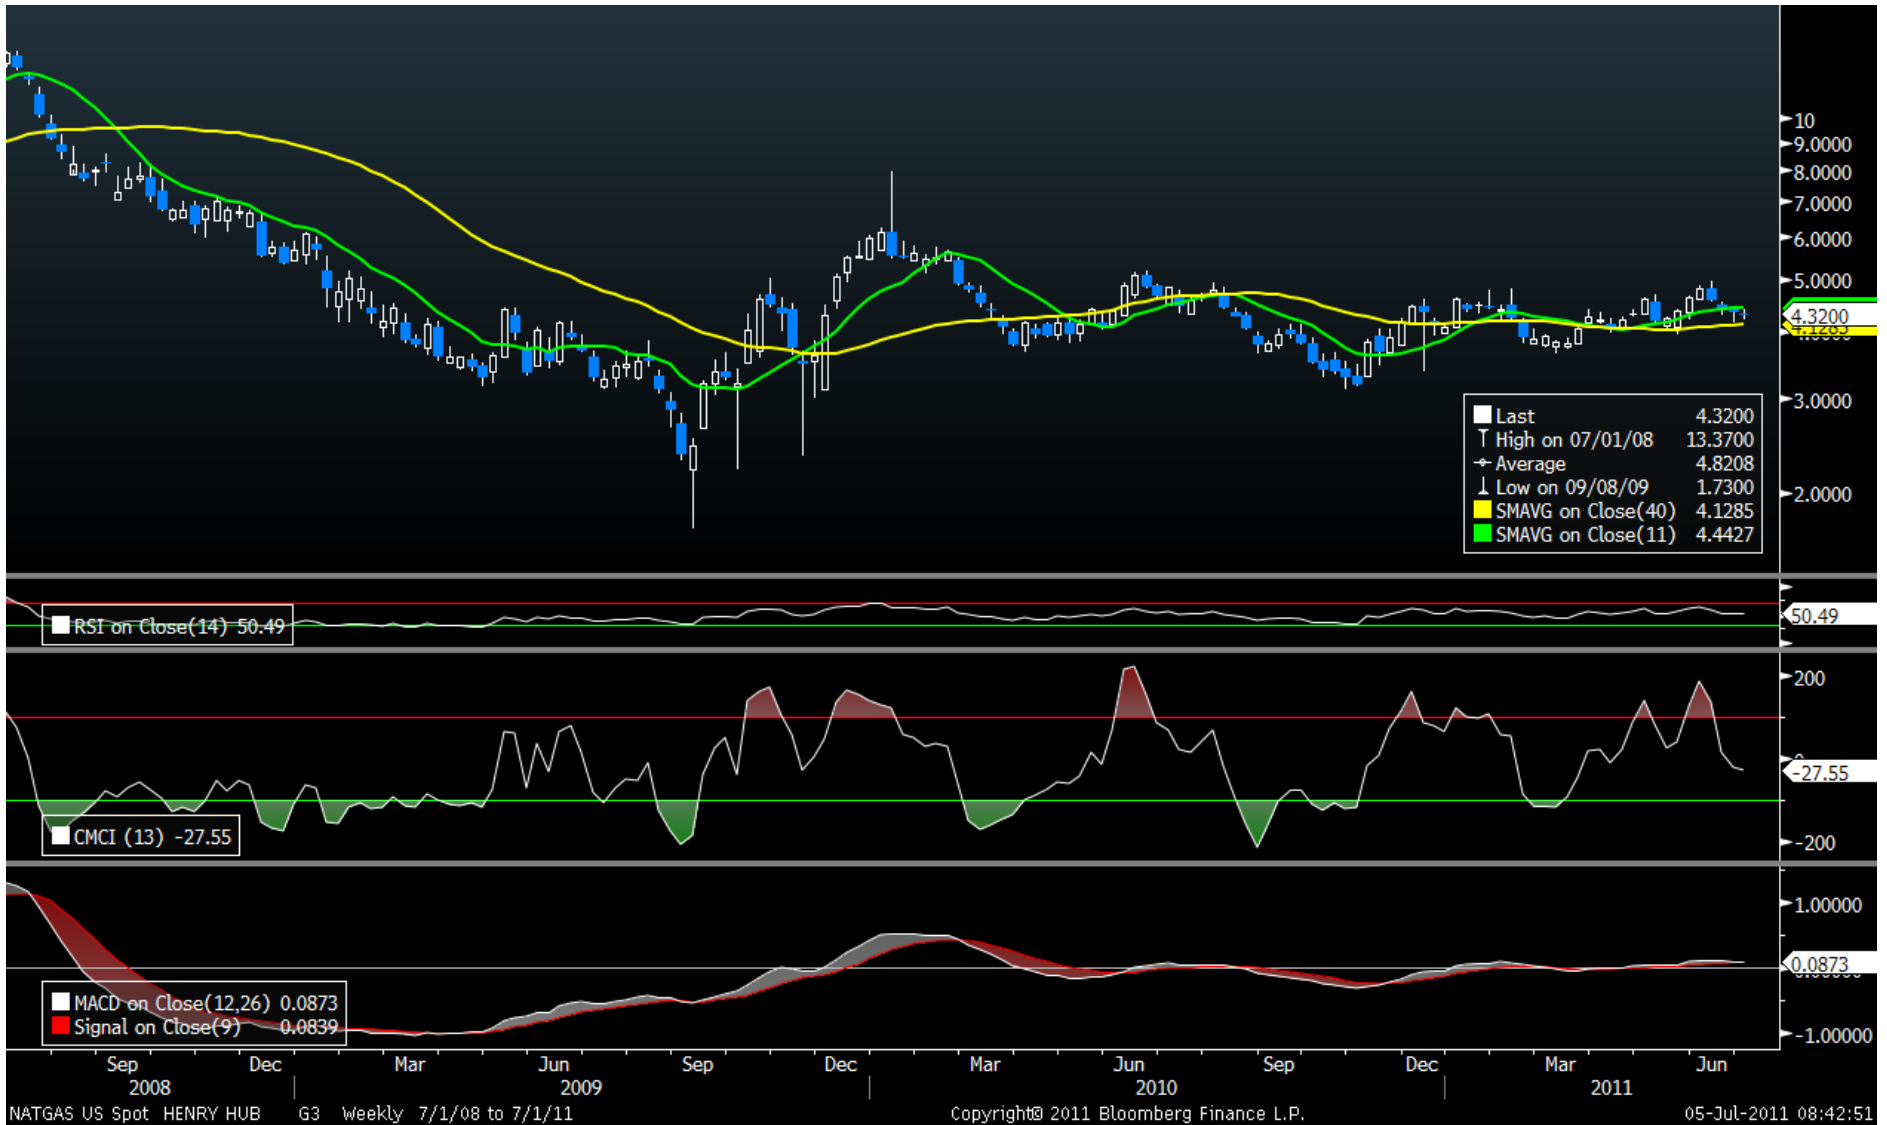 10
9.0000
8.0000
7.0000
6.0000
5.0000
4.3200
4.1285
3.0000
2.0000
Last 4.3200
High on 07/01/08 13.3700
Average 4.8208
Low on 09/08/09 1.7300
SMAVG on Close(40) 4.1285
SMAVG on Close(11) 4.4427
RSI on Close(14) 50.49
50.49
200
-27.55
-200
CMCI (13) -27.55
1.00000
0.0873
-1.00000
MACD on Close(12,26) 0.0873
Signal on Close(9) 0.0839
Sep Dec Mar Jun Sep Dec Mar Jun Sep Dec Mar Jun
2008 2009 2010 2011
NATGAS US Spot HENRY HUB G3 Weekly 7/1/08 to 7/1/11 Copyright© 2011 Bloomberg Finance L.P. 05-Jul-2011 08:42:51